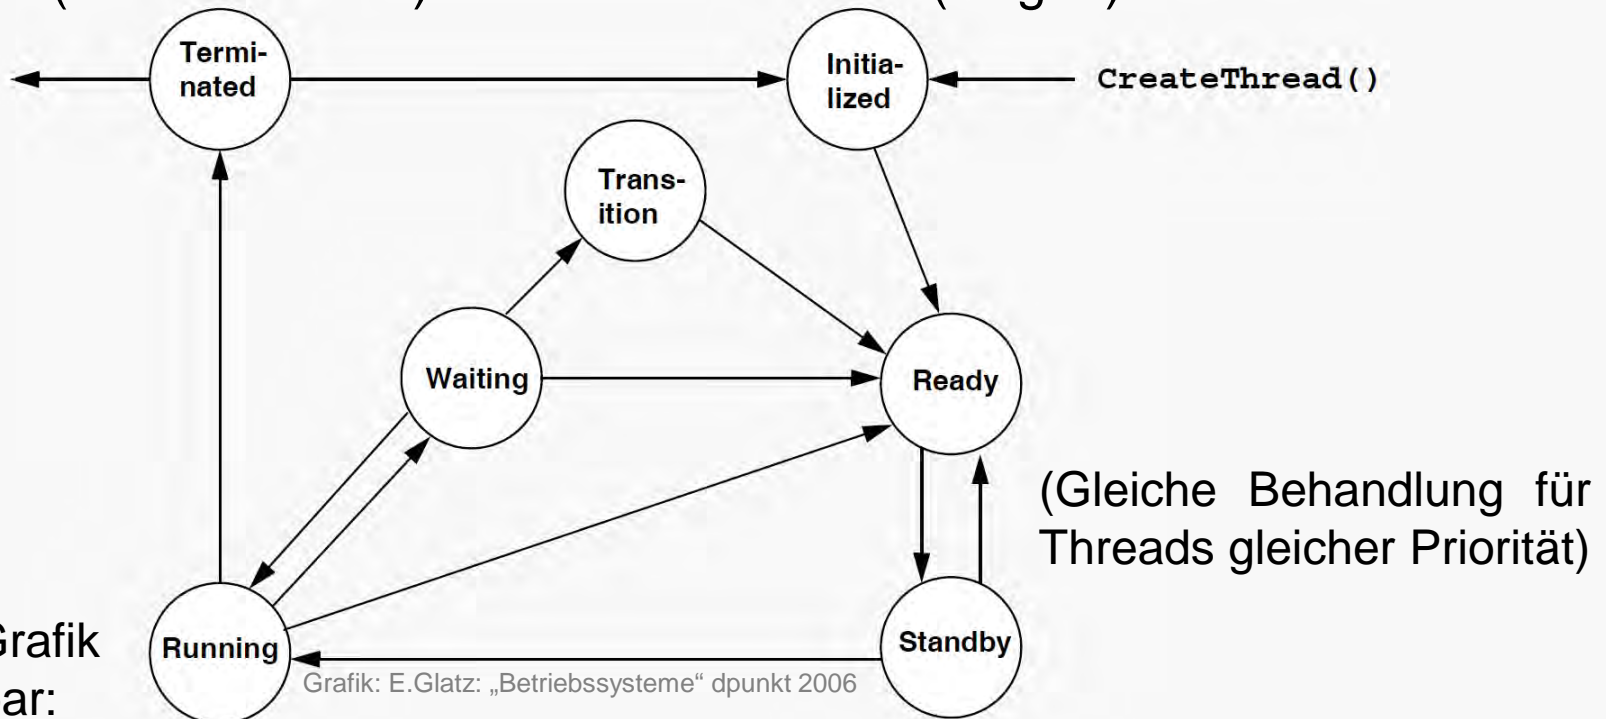 Termi-
nated
Initia-
lized
CreateThread()
Trans-
ition
Waiting
Ready
(Gleiche Behandlung für
Threads gleicher Priorität)
Running
Standby
Grafik: E.Glatz: „Betriebssysteme“ dpunkt 2006
Grafik